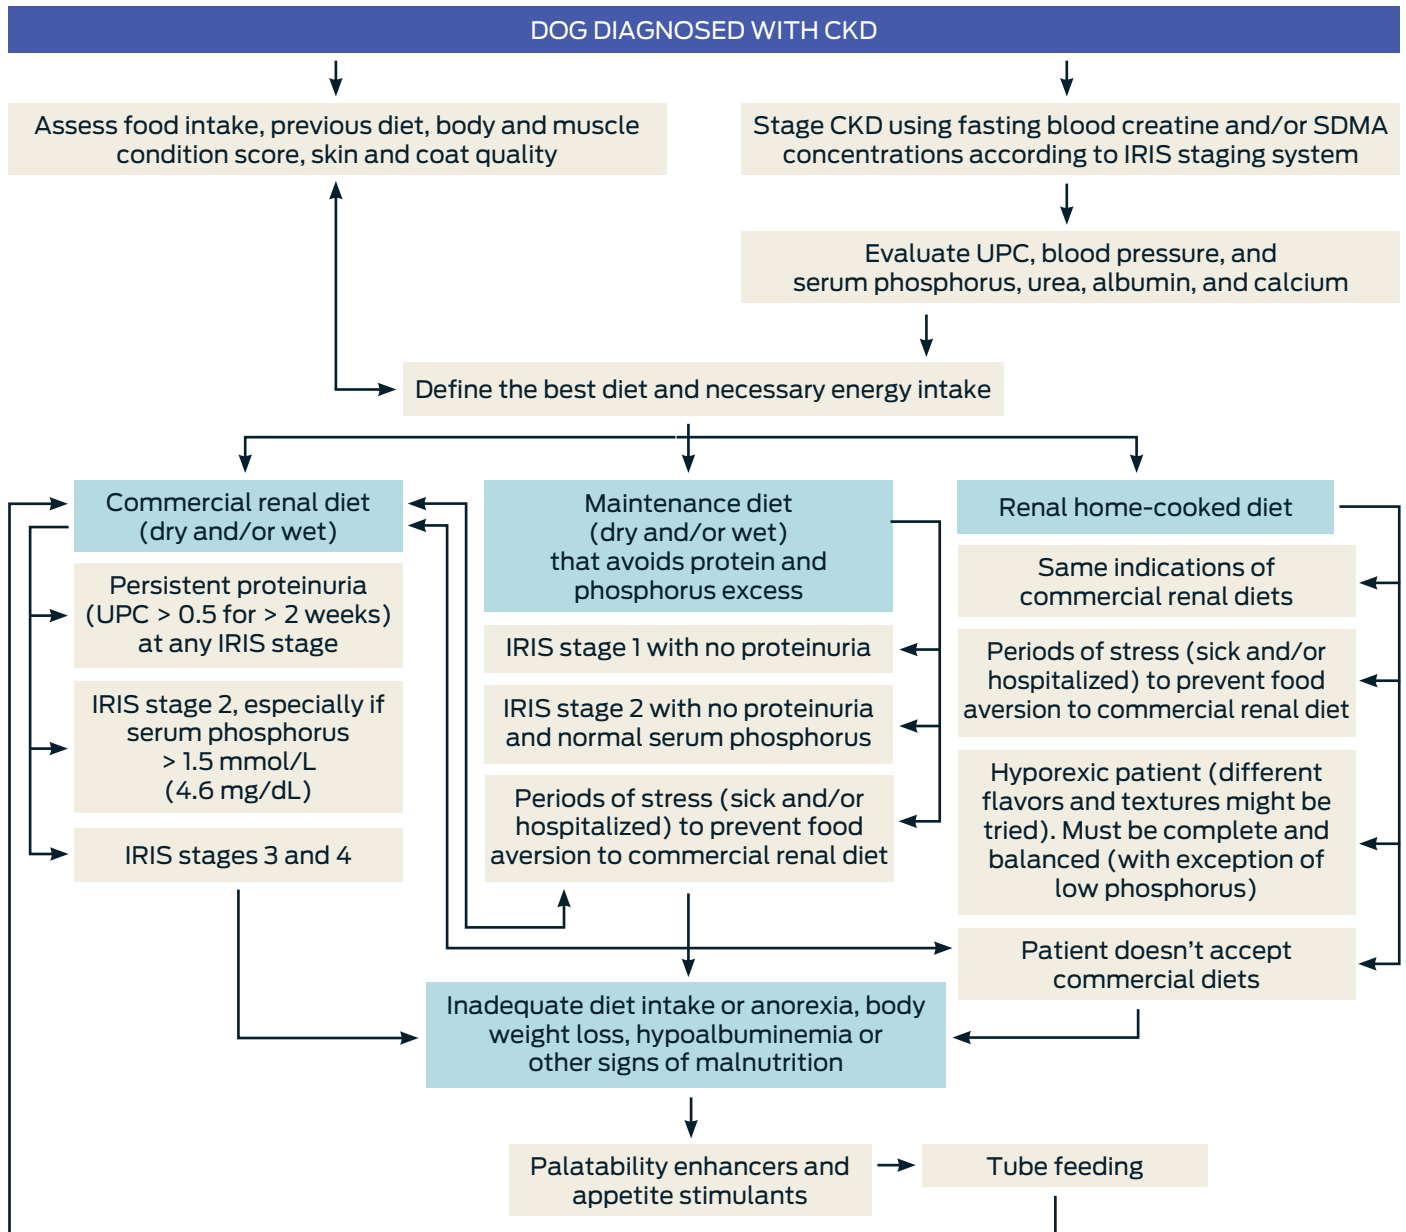 DOG DIAGNOSED WITH CKD
Assess food intake, previous diet, body and muscle
condition score, skin and coat quality
Stage CKD using fasting blood creatine and/or SDMA
concentrations according to IRIS staging system
Evaluate UPC, blood pressure, and
serum phosphorus, urea, albumin, and calcium
Define the best diet and necessary energy intake
Commercial renal diet
(dry and/or wet)
Persistent proteinuria
(UPC > 0.5 for > 2 weeks)
at any IRIS stage
IRIS stage 2, especially if
serum phosphorus
> 1.5 mmol/L
(4.6 mg/dL)
IRIS stages 3 and 4
Maintenance diet
(dry and/or wet)
that avoids protein and
phosphorus excess
IRIS stage 1 with no proteinuria
IRIS stage 2 with no proteinuria
and normal serum phosphorus
Periods of stress (sick and/or
hospitalized) to prevent food
aversion to commercial renal diet
Renal home-cooked diet
Same indications of
commercial renal diets
Periods of stress (sick and/or
hospitalized) to prevent food
aversion to commercial renal diet
Hyporexic patient (different
flavors and textures might be
tried). Must be complete and
balanced (with exception of
low phosphorus)
Patient doesn't accept
commercial diets
Inadequate diet intake or anorexia, body
weight loss, hypoalbuminemia or
other signs of malnutrition
Palatability enhancers and
appetite stimulants
Tube feeding